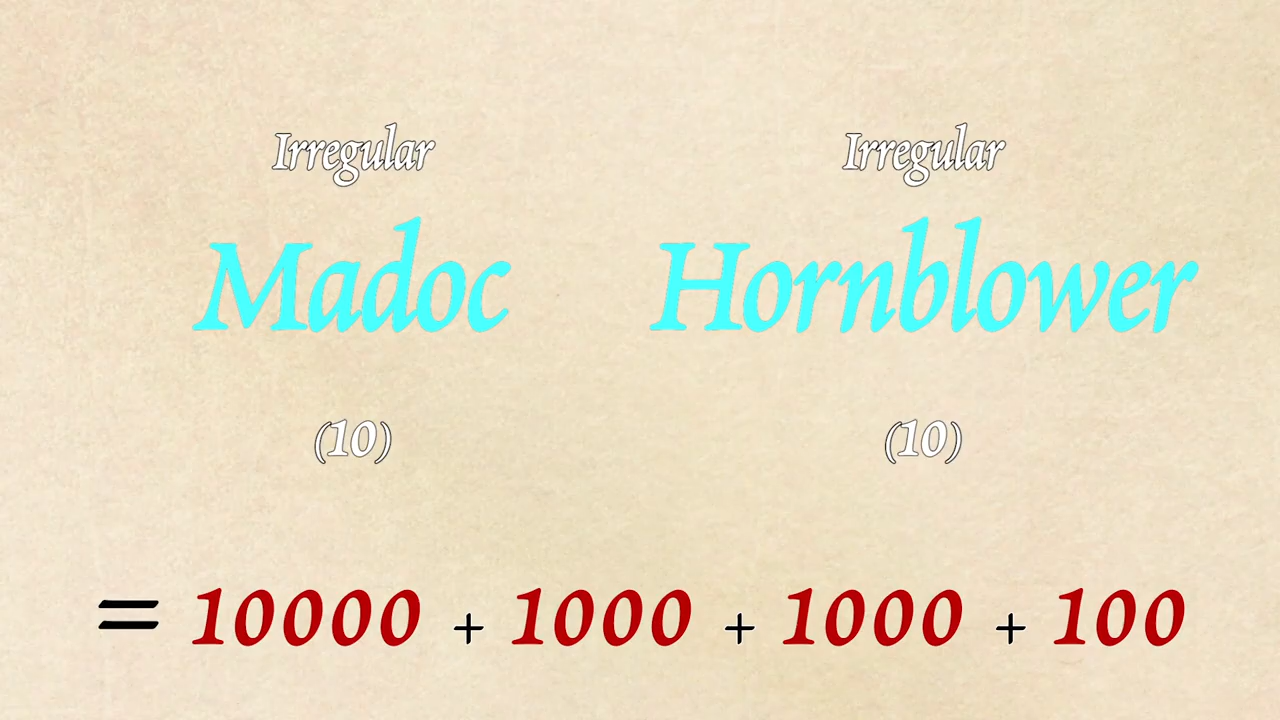 Irregular Irregular
Madoc Hornblower
(10) (10)
= 10000 + 1000 + 1000 + 100